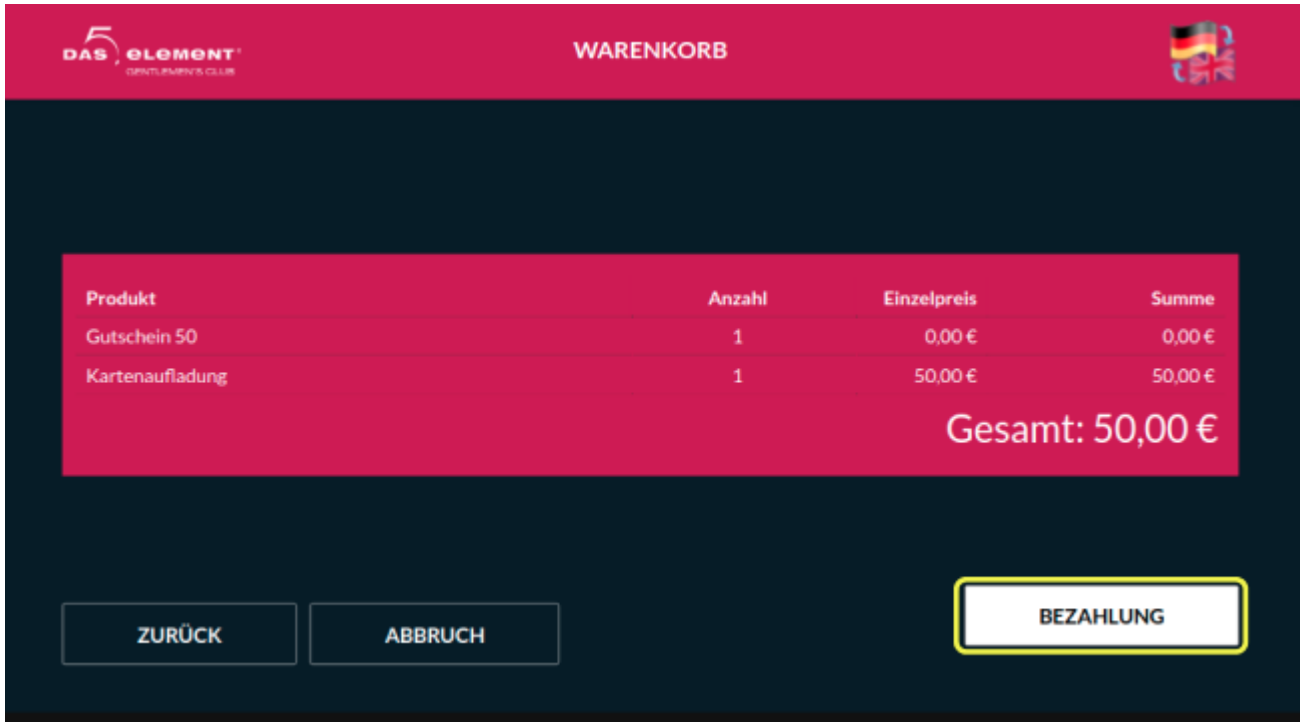 5
DAS element
GENTLEMEN'S CLUB
WARENKORB
Produkt Anzahl Einzelpreis Summe
Gutschein 50 1 0,00 € 0,00 €
Kartenaufladung 1 50,00 € 50,00 €
Gesamt: 50,00 €
ZURÜCK ABBRUCH BEZAHLUNG